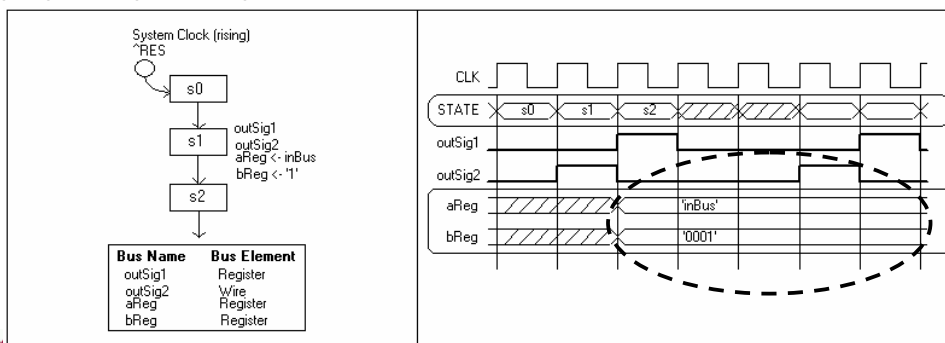 System Clock (rising)
^RES
s0
s1
outSig1
outSig2
aReg <- inBus
bReg <- '1'
s2
Bus Name Bus Element
outSig1 Register
outSig2 Wire
aReg Register
bReg Register
CLK
STATE s0 s1 s2
outSig1
outSig2
aReg 'inBus'
bReg '0001'